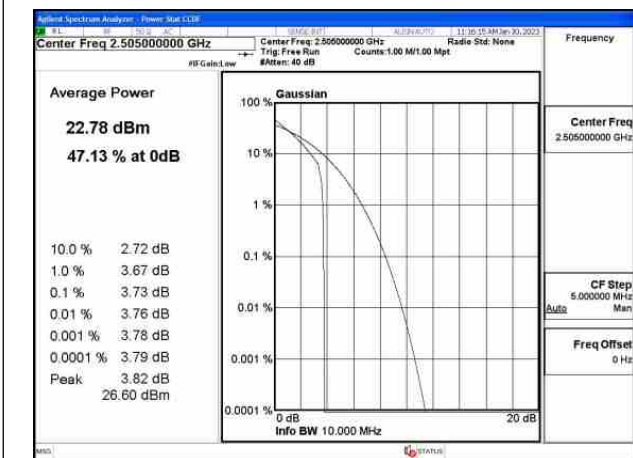 Agilent Spectrum Analyzer - Power Stat CCDF
RL RF 50 Ω AC SENSE:INT ALIGN AUTO 11:16:15 AM Jan 30, 2023
Center Freq 2.505000000 GHz
Center Freq: 2.505000000 GHz
Radio Std: None
Trig: Free Run
Counts:1.00 M/1.00 Mpt
#IFGain:Low
#Atten: 40 dB
Frequency
Average Power
22.78 dBm
47.13 % at 0dB
10.0 % 2.72 dB
1.0 % 3.67 dB
0.1 % 3.73 dB
0.01 % 3.76 dB
0.001 % 3.78 dB
0.0001 % 3.79 dB
Peak 3.82 dB
26.60 dBm
Gaussian
100 %
10 %
1 %
0.1 %
0.01 %
0.001 %
0.0001 %
0 dB
20 dB
Info BW 10.000 MHz
Center Freq
2.505000000 GHz
CF Step
5.000000 MHz
Auto Man
Freq Offset
0 Hz
MSG
STATUS